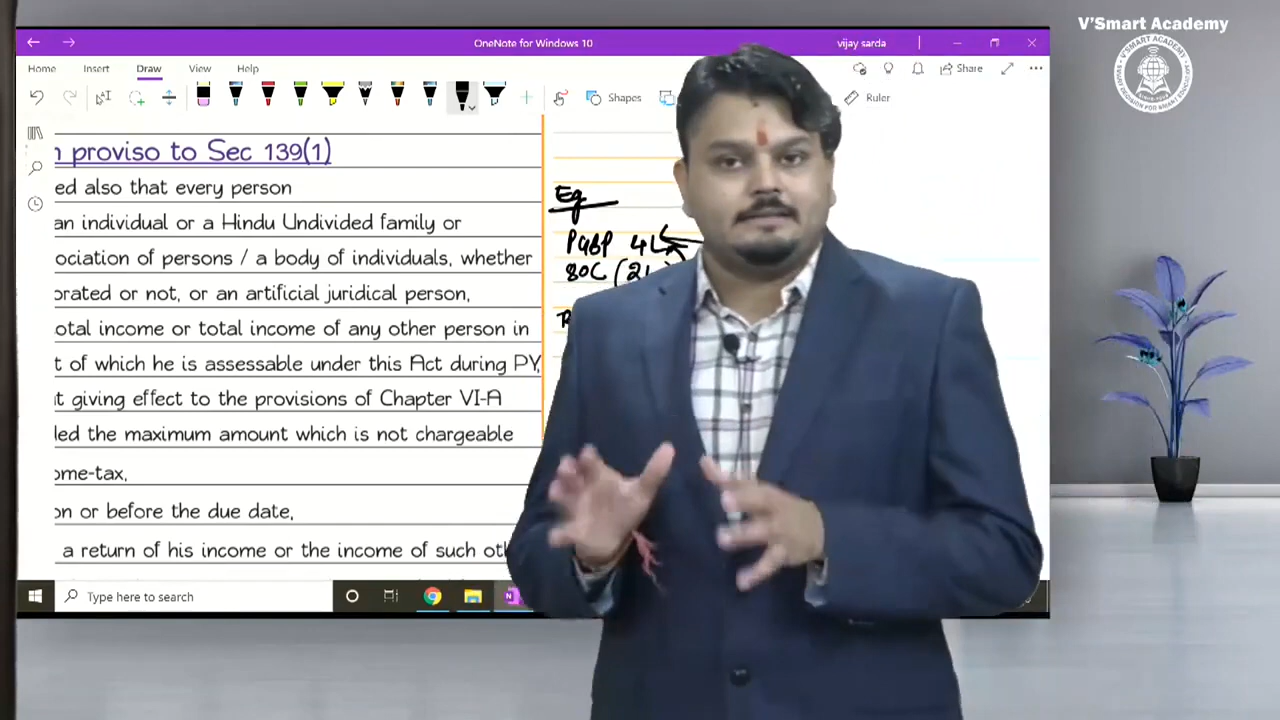 V'Smart Academy
OneNote for Windows 10
vijay sarda
Home Insert Draw View Help
Share
Shapes
Ruler
n proviso to Sec 139(1)
ed also that every person
an individual or a Hindu Undivided family or
ociation of persons / a body of individuals, whether
orated or not, or an artificial juridical person,
otal income or total income of any other person in
t of which he is assessable under this Act during PY,
t giving effect to the provisions of Chapter VI-A
led the maximum amount which is not chargeable
ome-tax,
on or before the due date,
a return of his income or the income of such oth
Eg
PGBP 4L
80C (2L
Type here to search